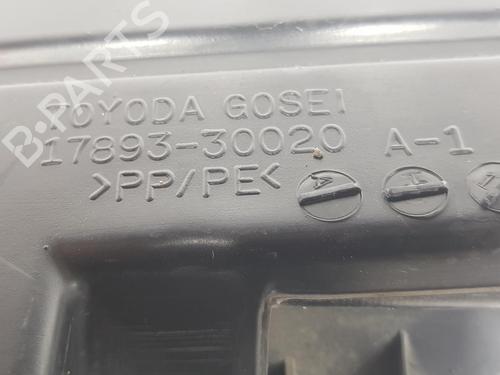 TOYODA GOSEI
17893-30020 A-1
>PP/PE<
B-PARTS